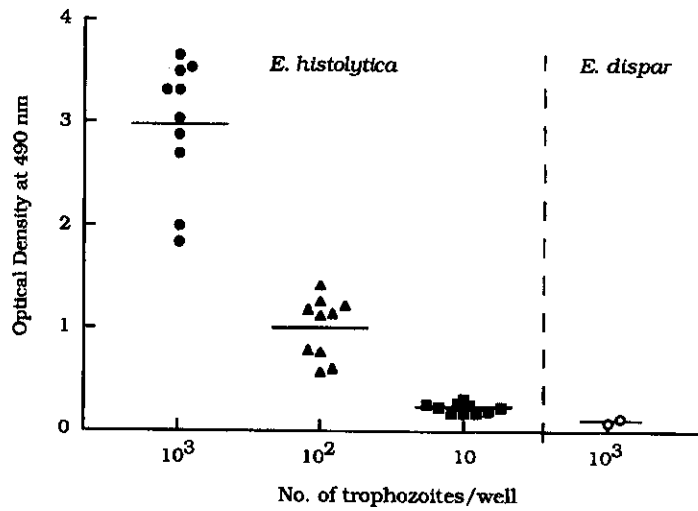 4
E. histolytica
E. dispar
3
2
1
0
Optical Density at 490 nm
10³
10²
10
10³
No. of trophozoites/well